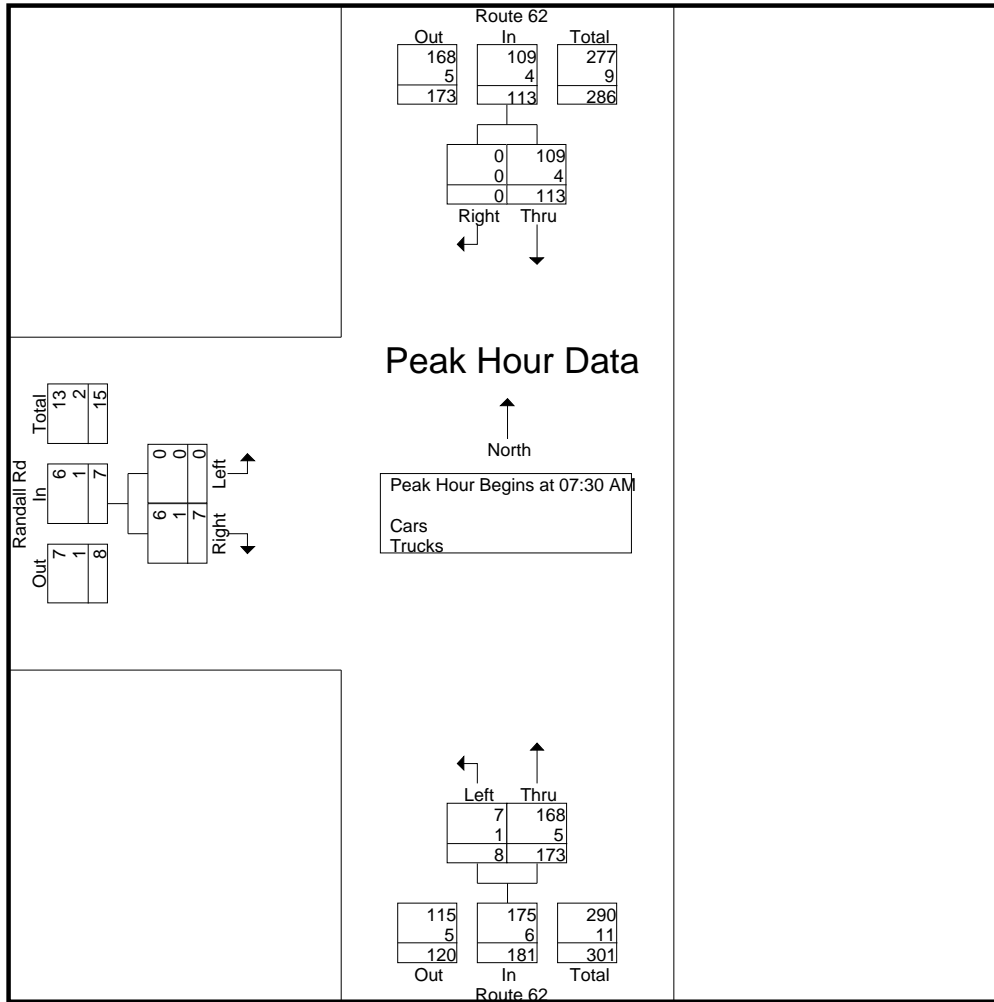 Route 62
Out In Total
168 109 277
5 4 9
173 113 286
0 109
0 4
0 113
Right Thru
Peak Hour Data
North
Peak Hour Begins at 07:30 AM
Cars
Trucks
Randall Rd
Total
13
2
15
In
6
1
7
Out
7
1
8
Left
0
0
0
Right
6
1
7
Left Thru
7 168
1 5
8 173
115 175 290
5 6 11
120 181 301
Out In Total
Route 62